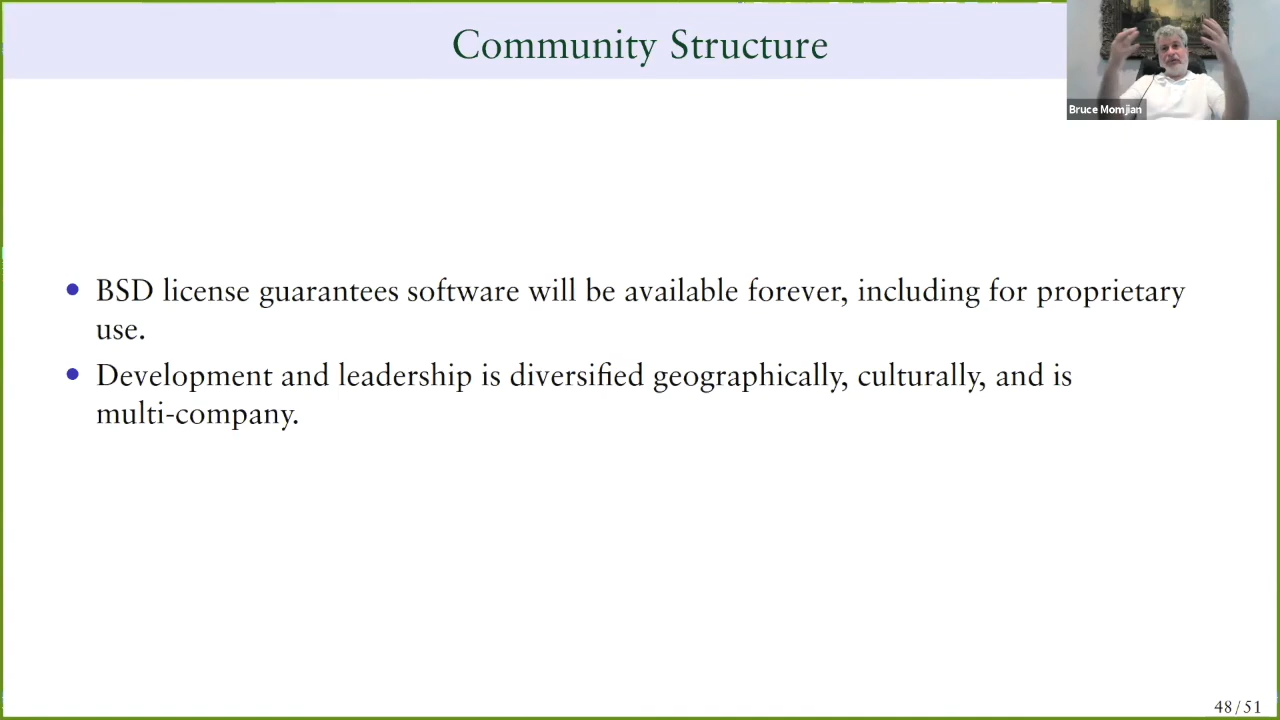 Community Structure
Bruce Momjian
• BSD license guarantees software will be available forever, including for proprietary
use.
• Development and leadership is diversified geographically, culturally, and is
multi-company.
48 / 51